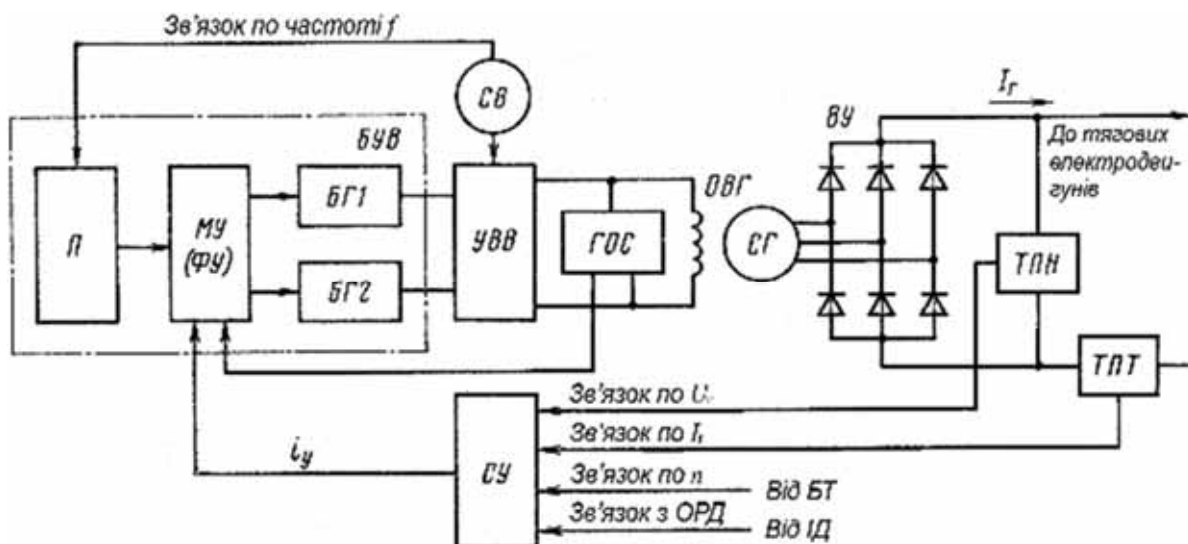 Зв'язок по частоті f
СВ
БУВ
П
МУ
(ФУ)
БГ1
БГ2
УВВ
ГОС
ОВГ
СГ
ВУ
Iг
До тягових
електродви-
гунів
ТПН
ТПТ
Зв'язок по U
Зв'язок по Iг
Зв'язок по n
Від БТ
Зв'язок з ОРД
Від ІД
СУ
iу